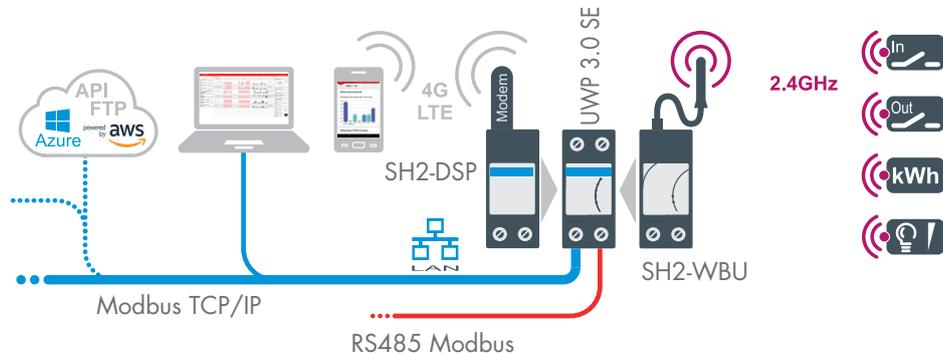 API
FTP
Azure
powered
by
aws
4G
LTE
Modem
UWP 3.0 SE
2.4GHz
In
Out
kWh
SH2-DSP
LAN
SH2-WBU
Modbus TCP/IP
RS485 Modbus